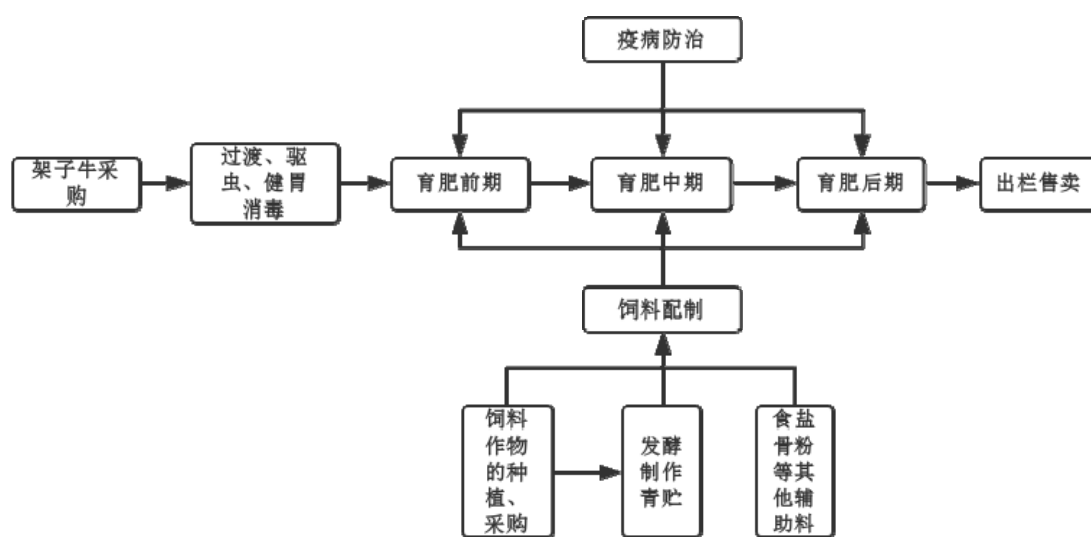 疫病防治
架子牛采
购
过渡、驱
虫、健胃
消毒
育肥前期
育肥中期
育肥后期
出栏售卖
饲料配制
饲料
作物
的种
植、
采购
发酵
制作
青贮
食盐
骨粉
等其
他辅
助料